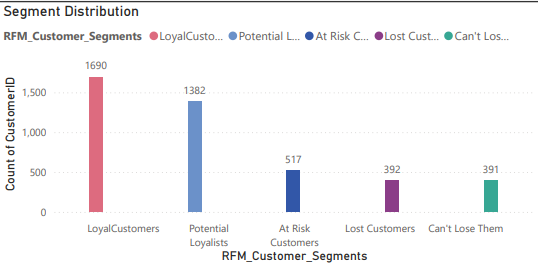 Segment Distribution
RFM_Customer_Segments LoyalCusto... Potential L... At Risk C... Lost Cust... Can't Los...
Count of CustomerID
1,500
1,000
500
0
1690
1382
517
392
391
LoyalCustomers
Potential
Loyalists
At Risk
Customers
Lost Customers
Can't Lose Them
RFM_Customer_Segments